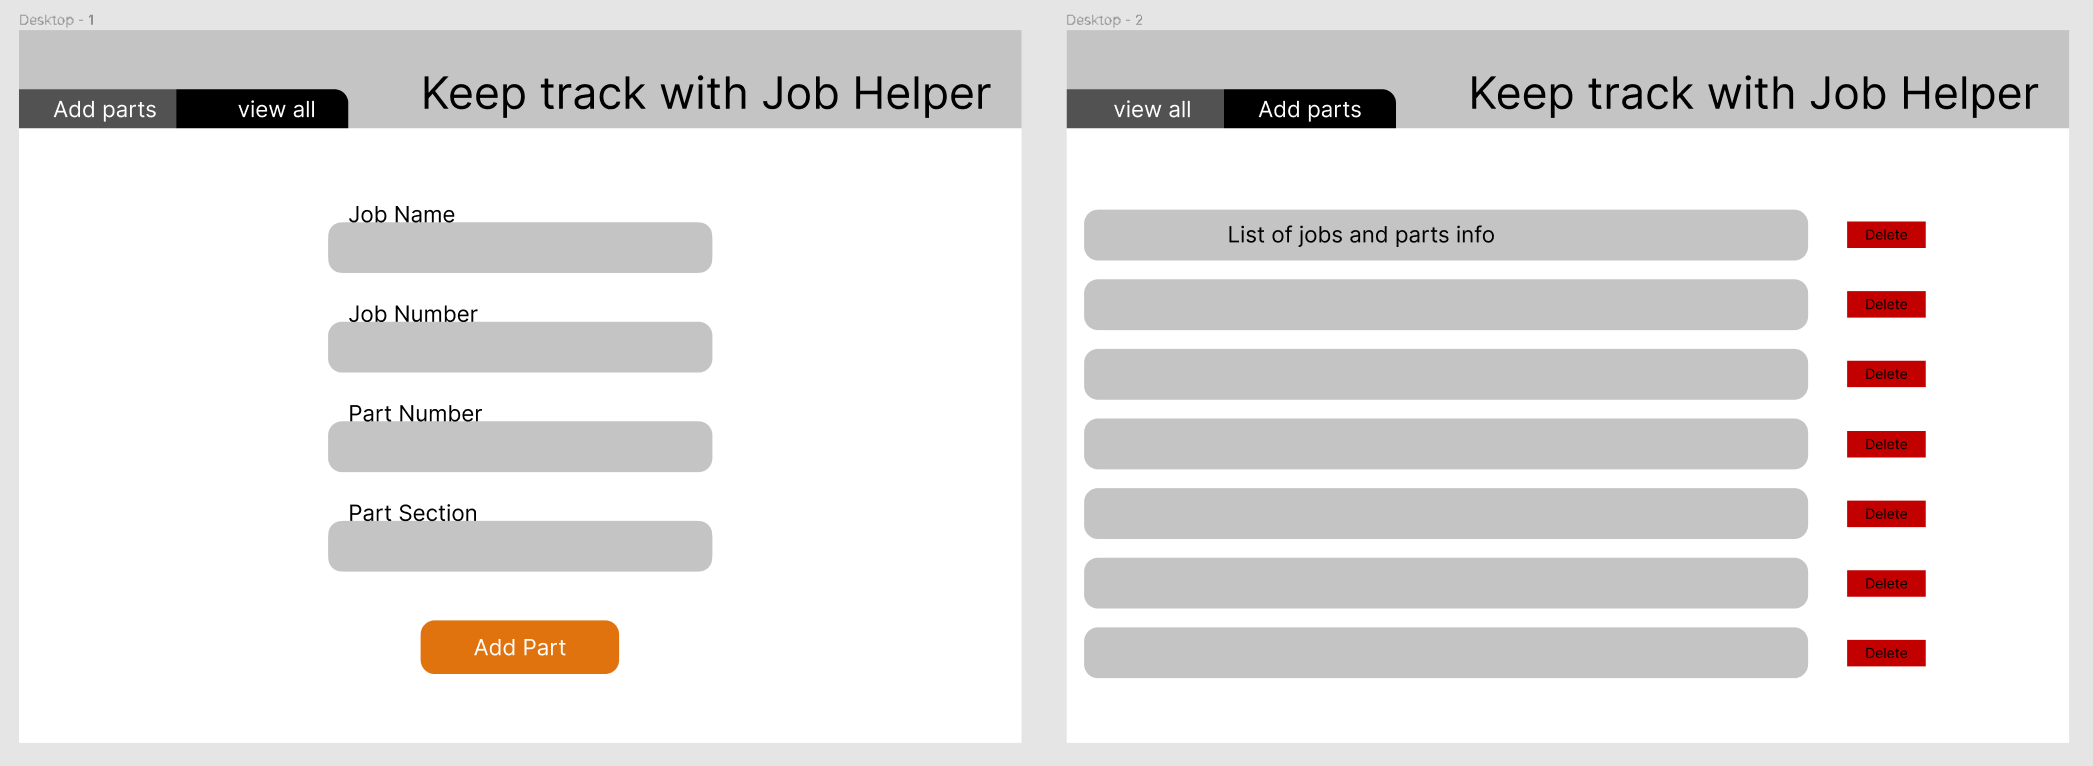 Desktop - 1
Keep track with Job Helper
Add parts
view all
Job Name
Job Number
Part Number
Part Section
Add Part
Desktop - 2
Keep track with Job Helper
view all
Add parts
List of jobs and parts info
Delete
Delete
Delete
Delete
Delete
Delete
Delete